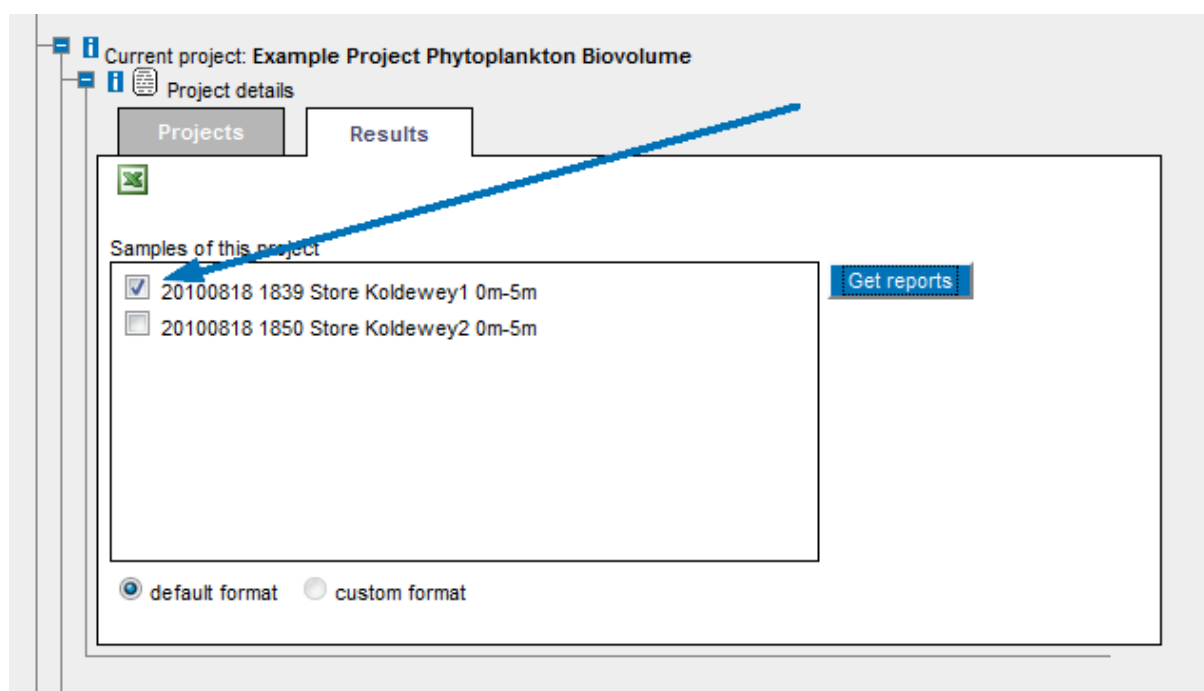 Current project: Example Project Phytoplankton Biovolume
Project details
Projects
Results
Samples of this project
20100818 1839 Store Koldewey1 0m-5m
Get reports
20100818 1850 Store Koldewey2 0m-5m
default format
custom format